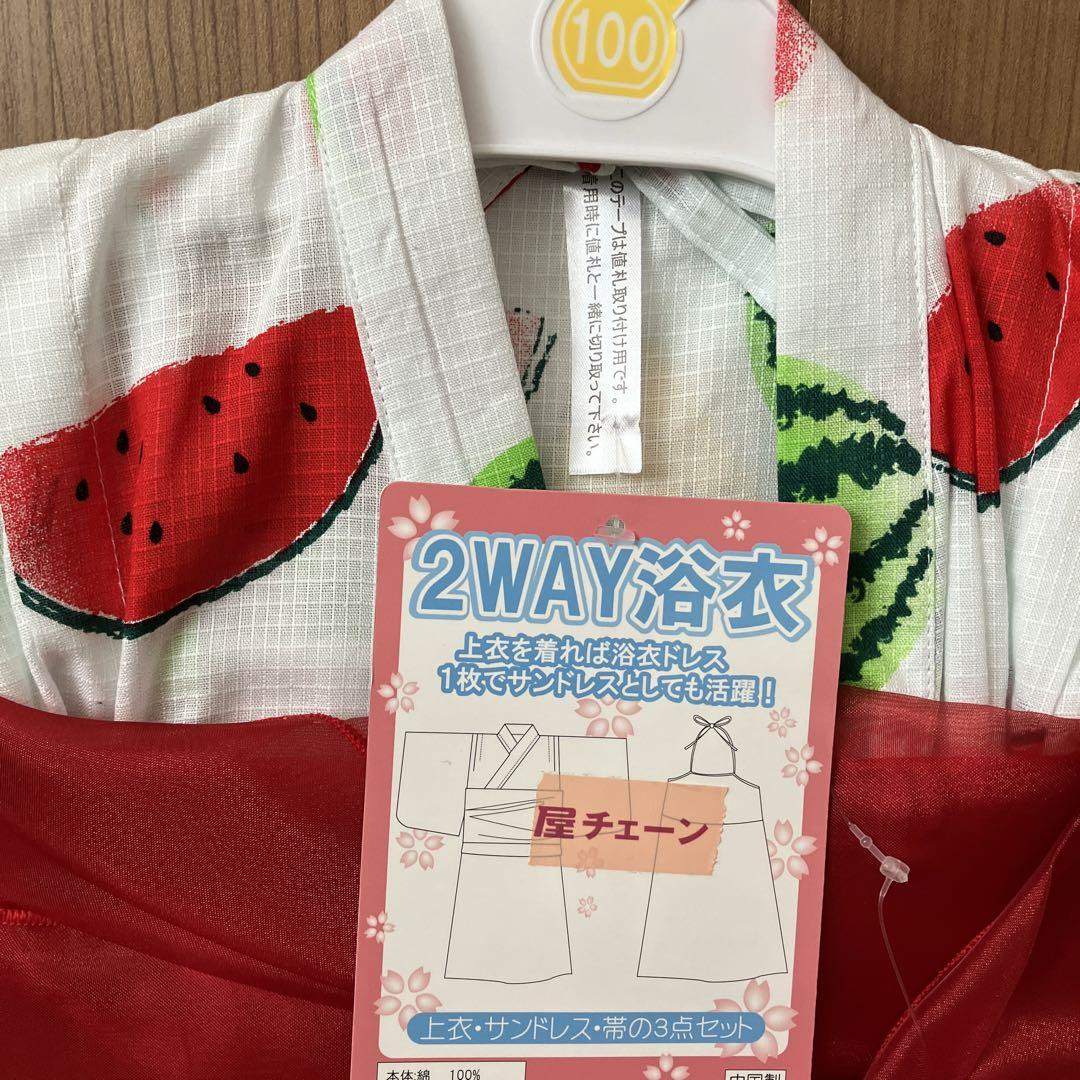 100
このテープは値札取り付け用です。
着用時に値札と一緒に切り取って下さい。
2WAY浴衣
上衣を着れば浴衣ドレス
1枚でサンドレスとしても活躍!
屋チェーン
上衣・サンドレス・帯の3点セット
本体:綿 100%
中国製